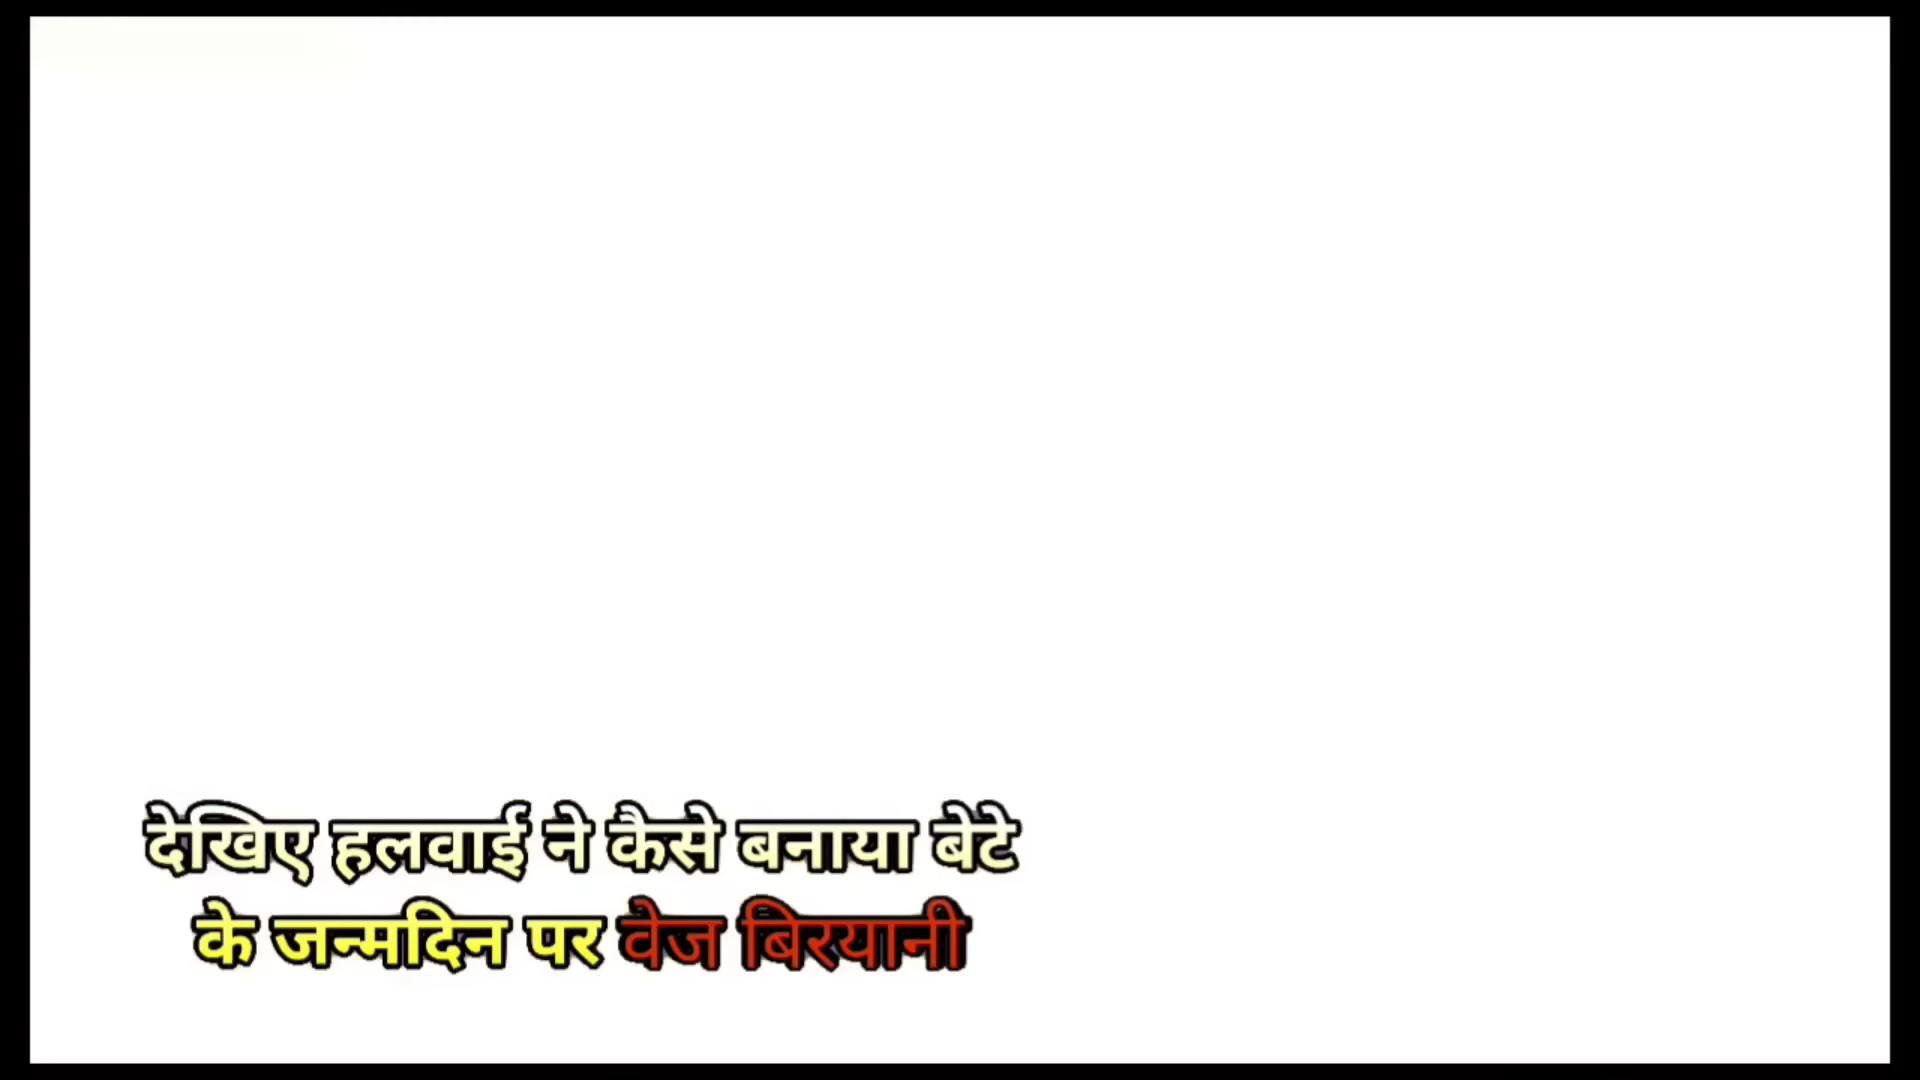 देखिए हलवाई ने कैसे बनाया बेटे
के जन्मदिन पर वेज बिरयानी